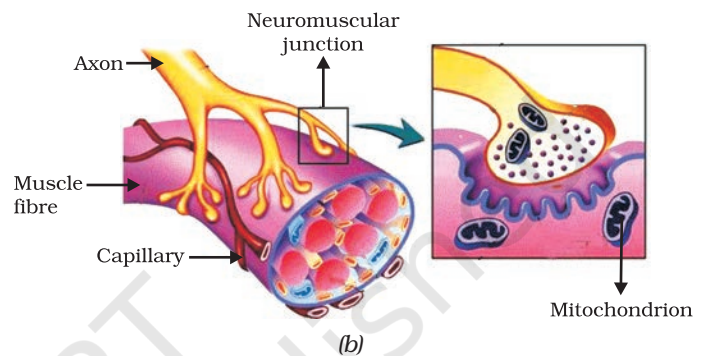 Neuromuscular
junction
Axon
Muscle
fibre
Capillary
Mitochondrion
(b)